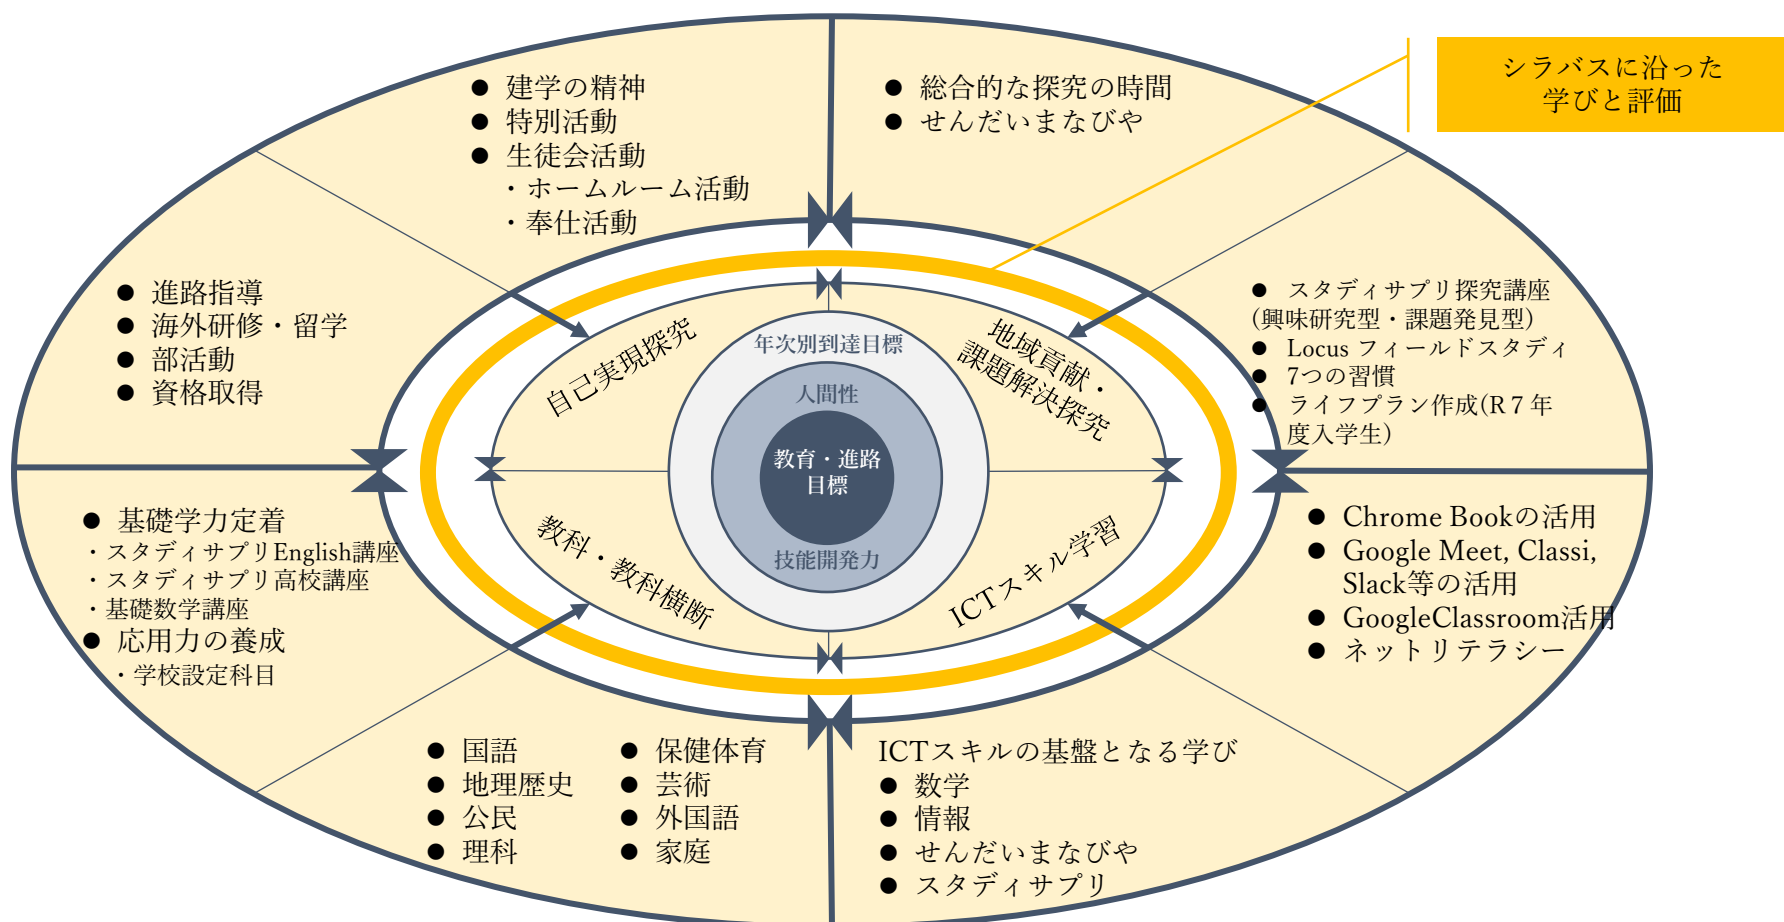 シラバスに沿った
学びと評価
● 建学の精神
● 特別活動
● 生徒会活動
・ホームルーム活動
・奉仕活動
● 総合的な探究の時間
● せんだいまなびや
● 進路指導
● 海外研修・留学
● 部活動
● 資格取得
● スタディサプリ探究講座
(興味研究型・課題発見型)
● Locus フィールドスタディ
● 7つの習慣
● ライフプラン作成(R７年
度入学生)
自己実現探究
地域貢献・
課題解決探究
年次別到達目標
人間性
教育・進路
目標
技能開発力
教科・教科横断
ICTスキル学習
● 基礎学力定着
・スタディサプリEnglish講座
・スタディサプリ高校講座
・基礎数学講座
● 応用力の養成
・学校設定科目
● Chrome Bookの活用
● Google Meet, Classi,
Slack等の活用
● GoogleClassroom活用
● ネットリテラシー
● 国語
● 地理歴史
● 公民
● 理科
● 保健体育
● 芸術
● 外国語
● 家庭
ICTスキルの基盤となる学び
● 数学
● 情報
● せんだいまなびや
● スタディサプリ